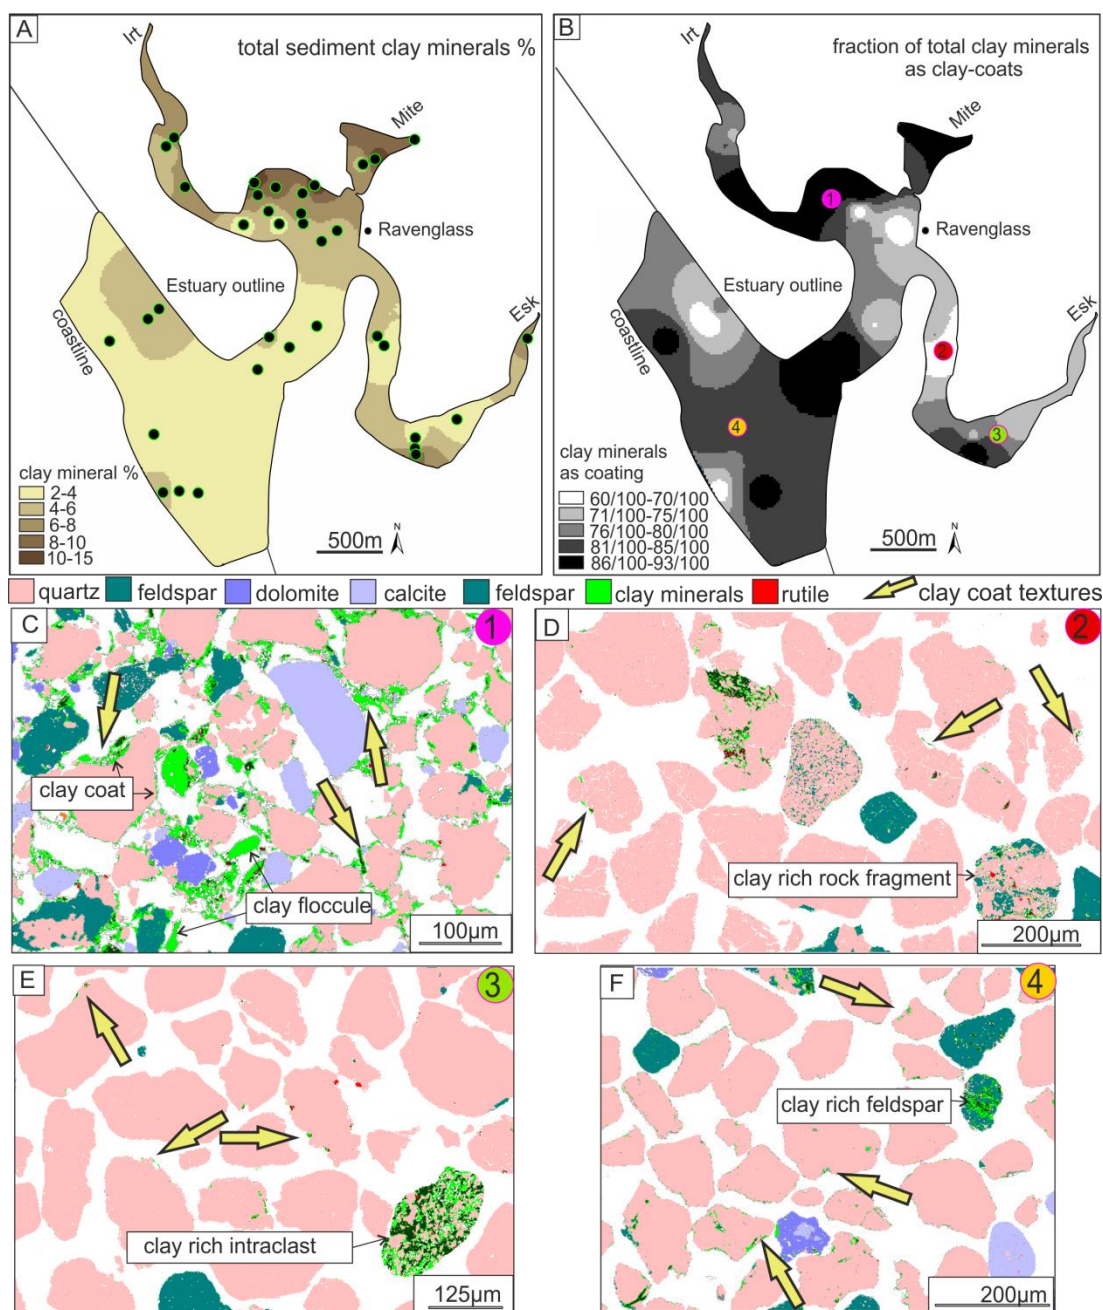 A
Irt
total sediment clay minerals %
Mite
Ravenglass
Estuary outline
coastline
Esk
clay mineral %
2-4
4-6
6-8
8-10
10-15
500m
N
B
Irt
fraction of total clay minerals
as clay-coats
Mite
1
Ravenglass
Estuary outline
coastline
Esk
2
3
4
clay minerals
as coating
60/100-70/100
71/100-75/100
76/100-80/100
81/100-85/100
86/100-93/100
500m
N
quartz feldspar dolomite calcite feldspar clay minerals rutile clay coat textures
C
1
clay coat
clay floccule
100µm
D
2
clay rich rock fragment
200µm
E
3
clay rich intraclast
125µm
F
4
clay rich feldspar
200µm